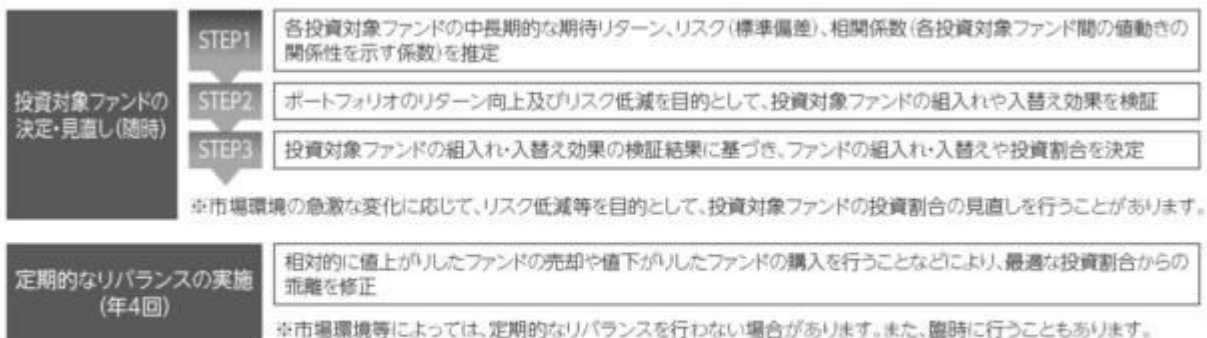 投資対象ファンドの
決定・見直し(随時)
STEP1
各投資対象ファンドの中長期的な期待リターン、リスク(標準偏差)、相関係数(各投資対象ファンド間の値動きの
関係性を示す係数)を推定
STEP2
ポートフォリオのリターン向上及びリスク低減を目的として、投資対象ファンドの組入れや入替え効果を検証
STEP3
投資対象ファンドの組入れ・入替え効果の検証結果に基づき、ファンドの組入れ・入替えや投資割合を決定
※市場環境の急激な変化に応じて、リスク低減等を目的として、投資対象ファンドの投資割合の見直しを行うことがあります。
定期的なリバランスの実施
(年4回)
相対的に値上がりしたファンドの売却や値下がりしたファンドの購入を行うことなどにより、最適な投資割合からの
乖離を修正
※市場環境等によっては、定期的なリバランスを行わない場合があります。また、臨時に行うこともあります。